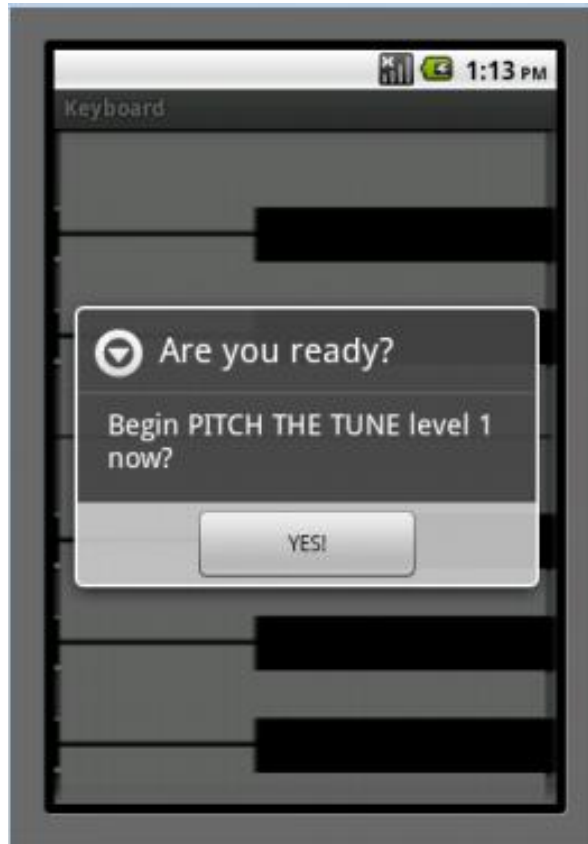 1:13 PM
Keyboard
Are you ready?
Begin PITCH THE TUNE level 1
now?
YES!